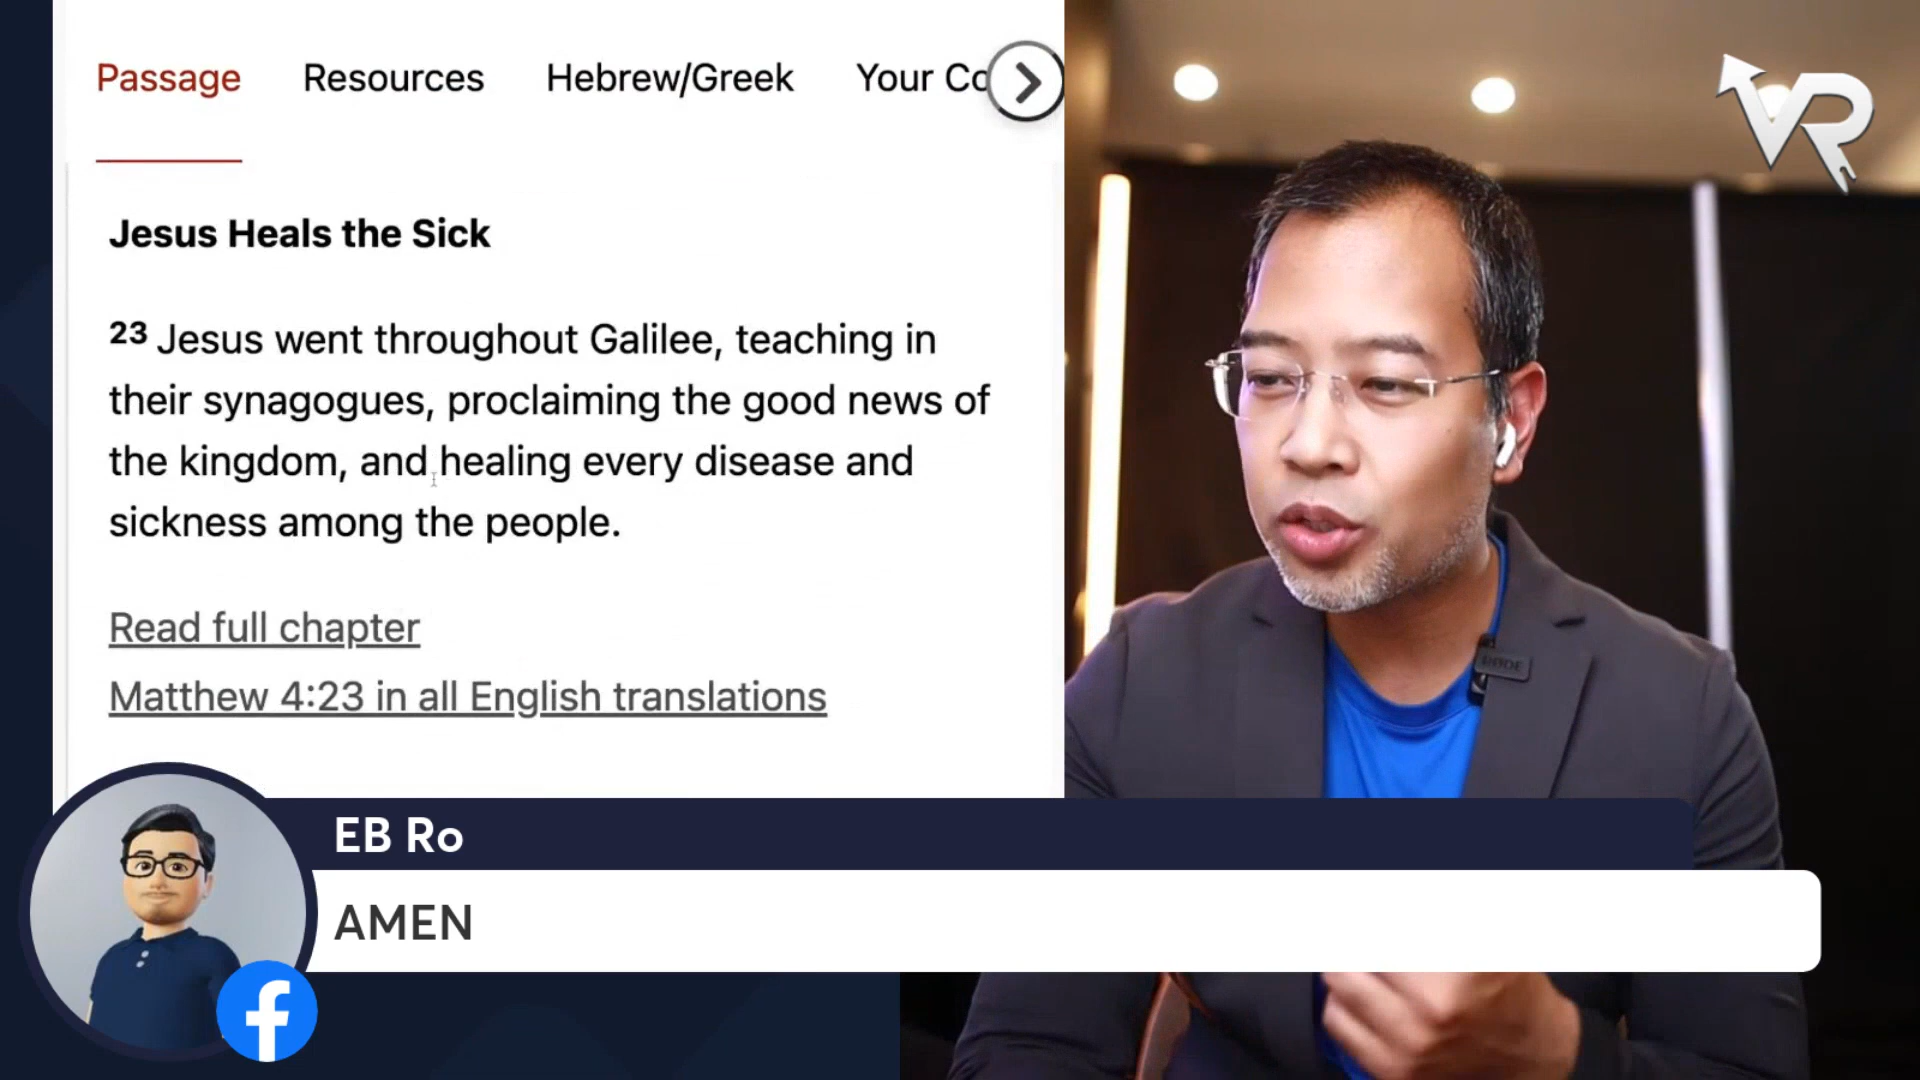 Passage Resources Hebrew/Greek Your Co
Jesus Heals the Sick
23 Jesus went throughout Galilee, teaching in
their synagogues, proclaiming the good news of
the kingdom, and healing every disease and
sickness among the people.
Read full chapter
Matthew 4:23 in all English translations
VR
RODE
EB Ro
AMEN